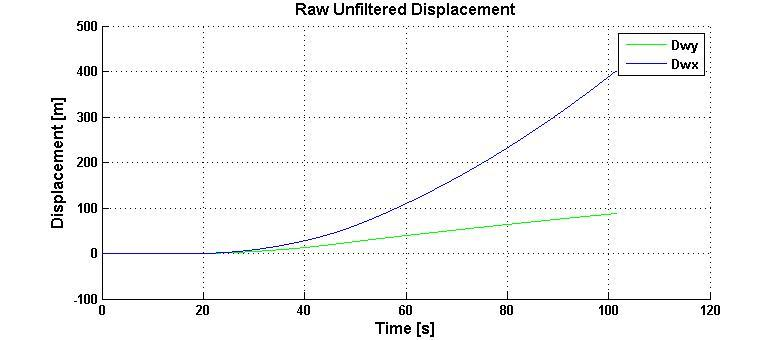 Raw Unfiltered Displacement
500
400
300
200
100
0
-100
Displacement [m]
Dwy
Dwx
0
20
40
60
80
100
120
Time [s]